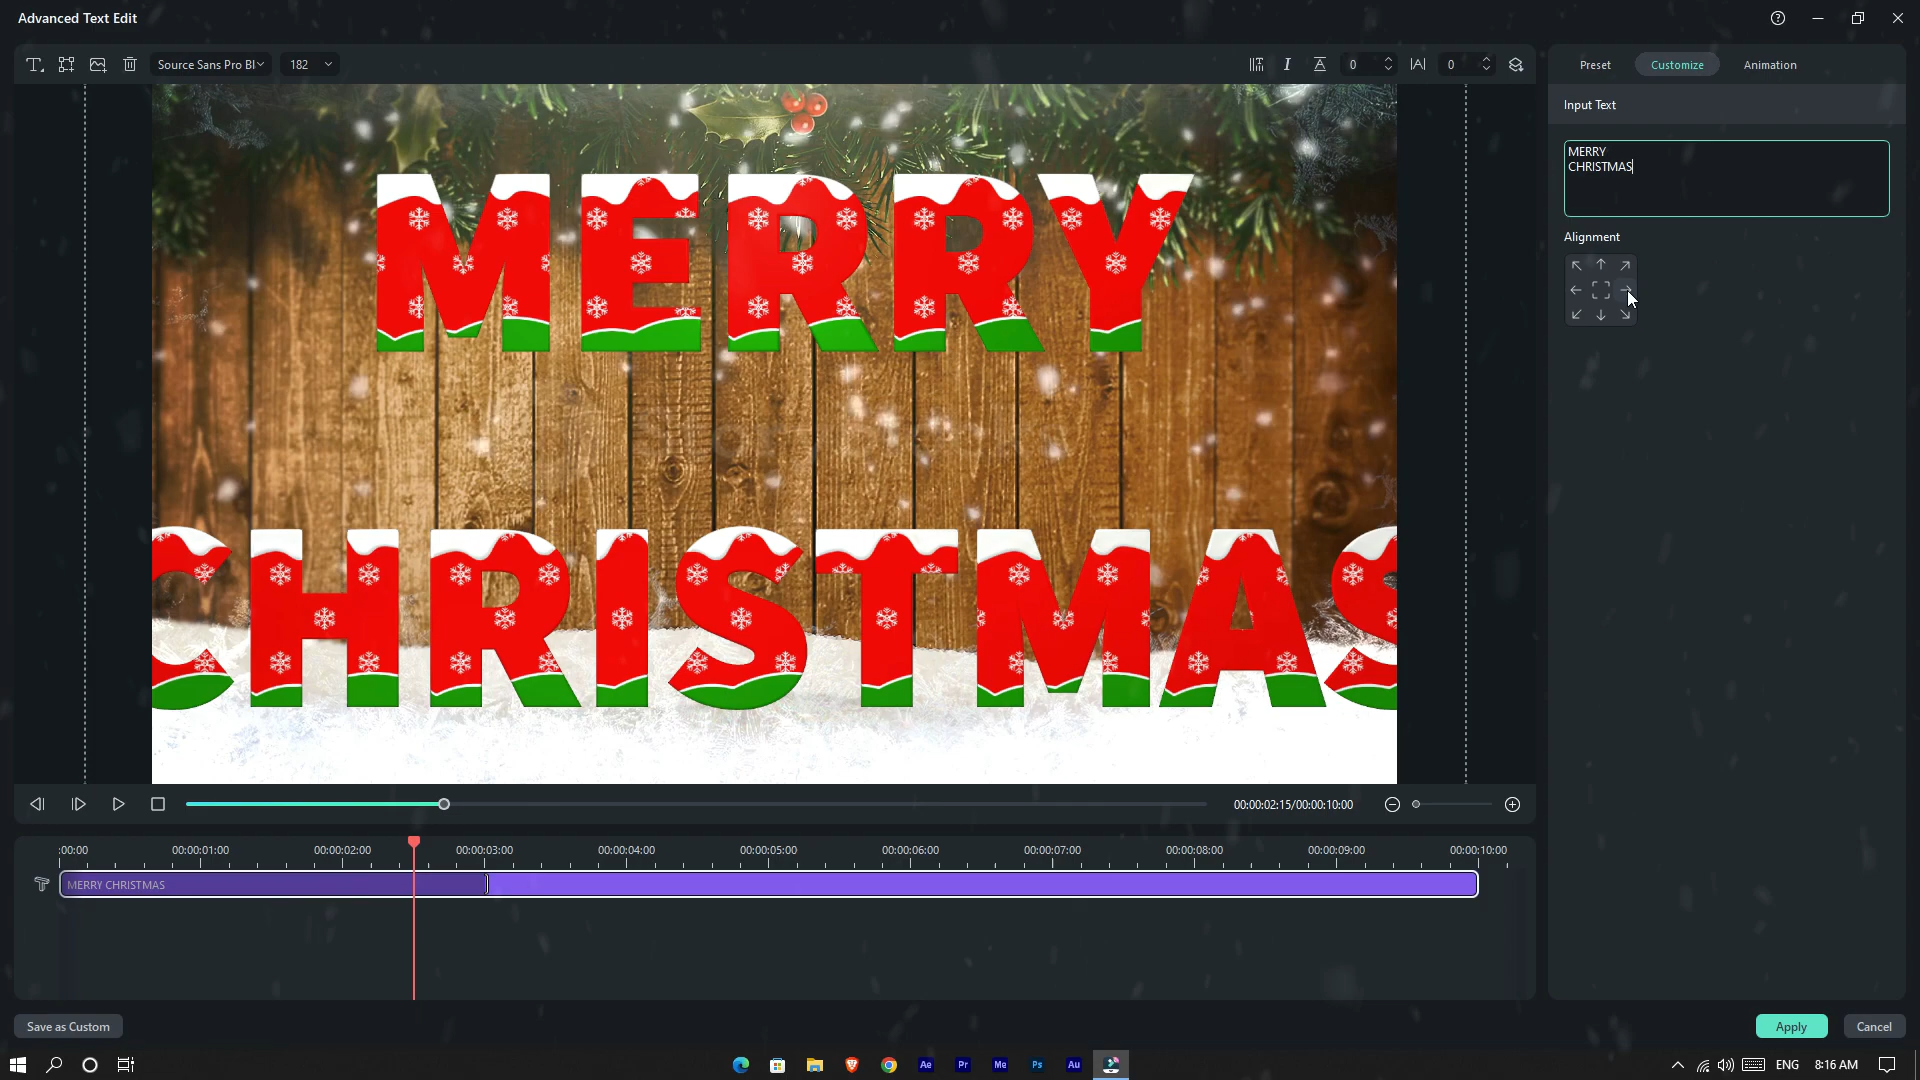 Advanced Text Edit
Source Sans Pro Bl
182
0
0
Preset
Customize
Animation
Input Text
MERRY
CHRISTMAS
Alignment
MERRY
CHRISTMAS
00:00:02:15/00:00:10:00
:00:00
00:00:01:00
00:00:02:00
00:00:03:00
00:00:04:00
00:00:05:00
00:00:06:00
00:00:07:00
00:00:08:00
00:00:09:00
00:00:10:00
MERRY CHRISTMAS
Save as Custom
Apply
Cancel
Ae
Pr
Me
Ps
Au
ENG
8:16 AM